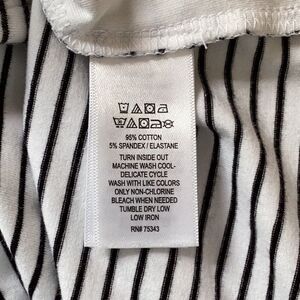 95% COTTON
5% SPANDEX / ELASTANE
TURN INSIDE OUT
MACHINE WASH COOL-
DELICATE CYCLE
WASH WITH LIKE COLORS
ONLY NON-CHLORINE
BLEACH WHEN NEEDED
TUMBLE DRY LOW
LOW IRON
RN# 75343